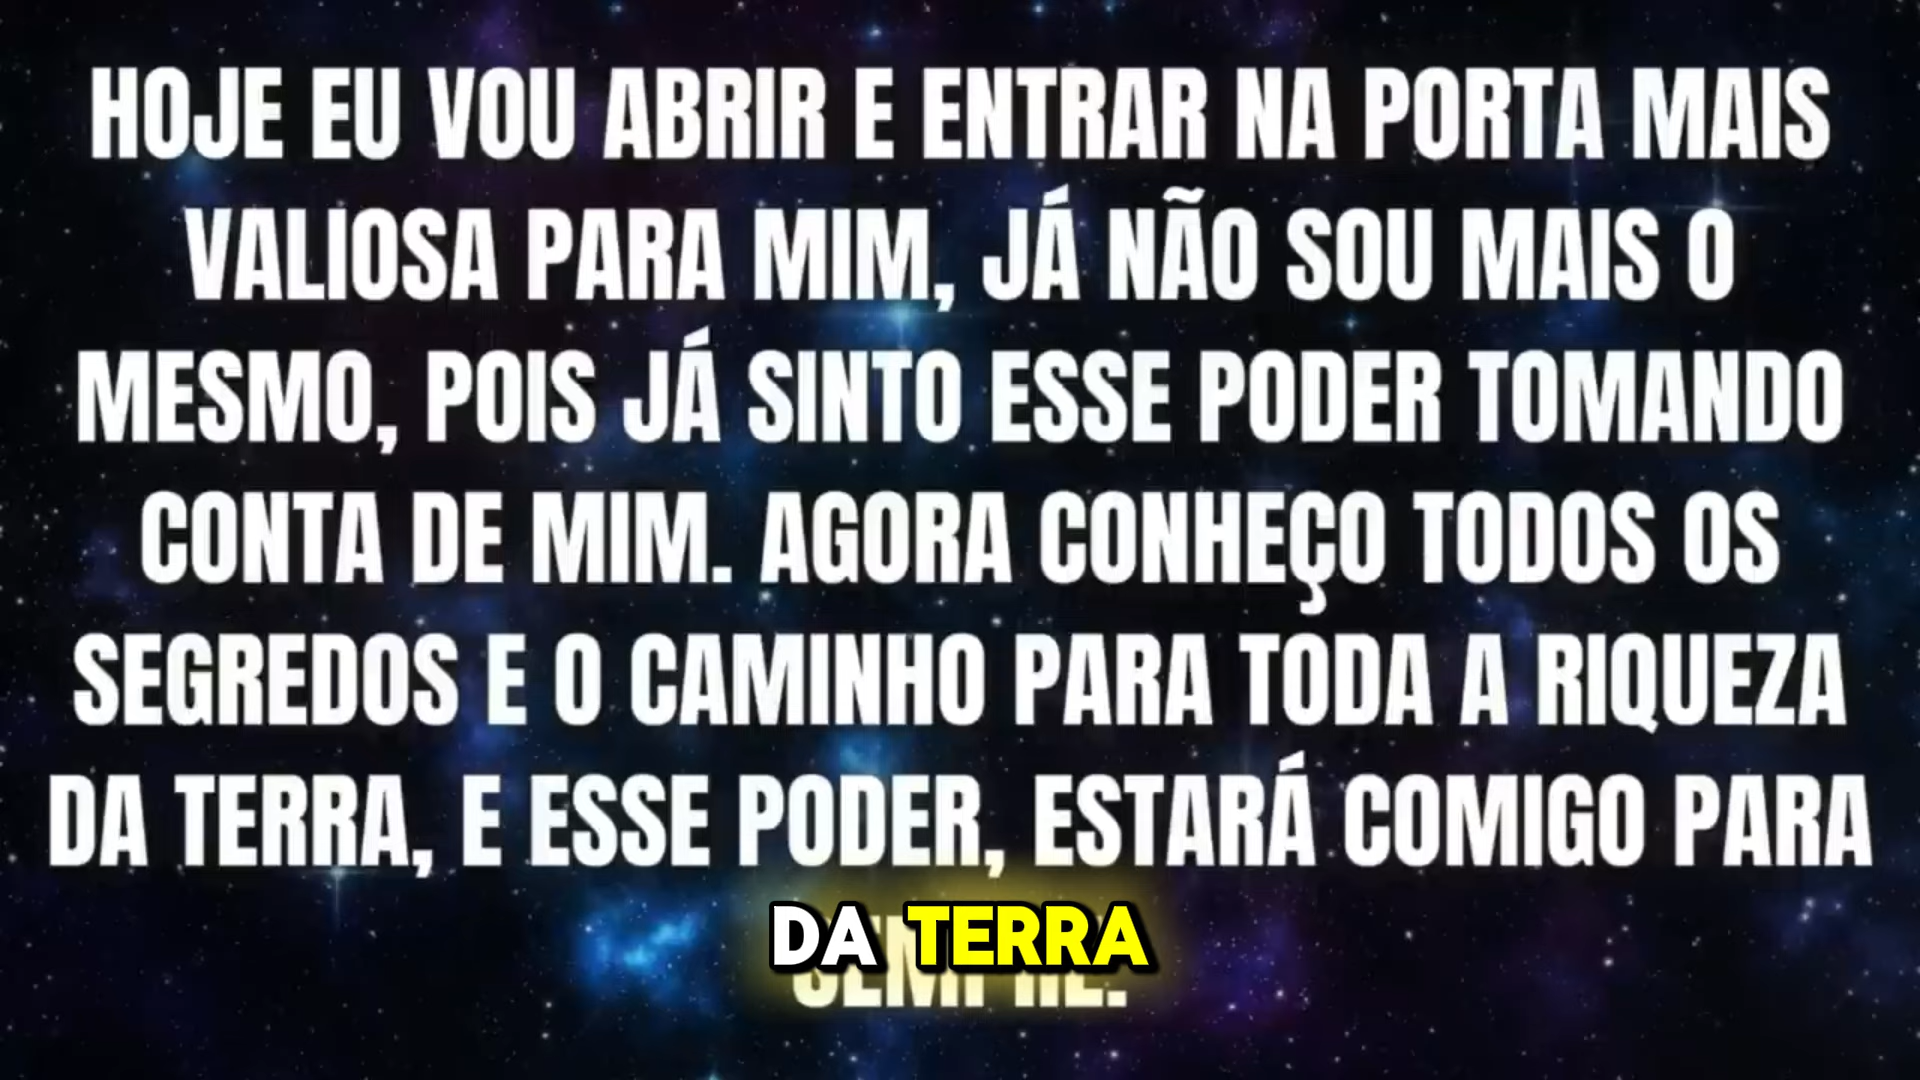 HOJE EU VOU ABRIR E ENTRAR NA PORTA MAIS
VALIOSA PARA MIM, JÁ NÃO SOU MAIS O
MESMO, POIS JÁ SINTO ESSE PODER TOMANDO
CONTA DE MIM. AGORA CONHEÇO TODOS OS
SEGREDOS E O CAMINHO PARA TODA A RIQUEZA
DA TERRA, E ESSE PODER, ESTARÁ COMIGO PARA
DA TERRA